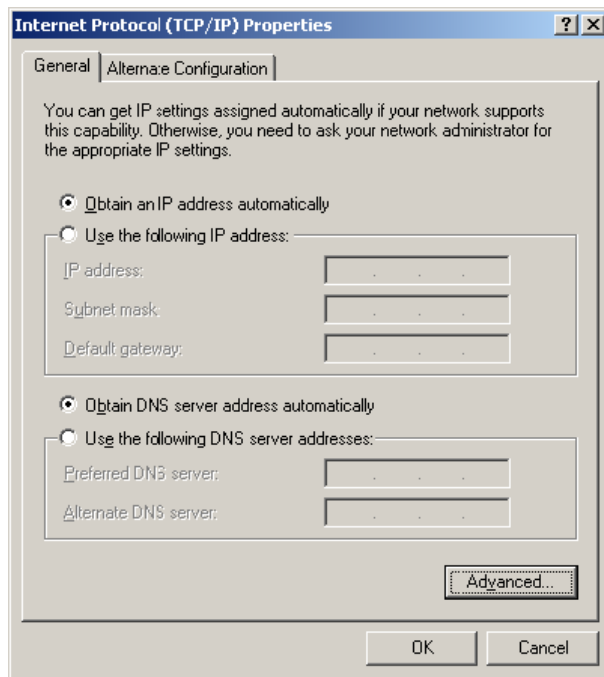 Internet Protocol (TCP/IP) Properties
General
Alternate Configuration
You can get IP settings assigned automatically if your network supports
this capability. Otherwise, you need to ask your network administrator for
the appropriate IP settings.
Obtain an IP address automatically
Use the following IP address:
IP address:
Subnet mask:
Default gateway:
Obtain DNS server address automatically
Use the following DNS server addresses:
Preferred DNS server:
Alternate DNS server:
Advanced...
OK
Cancel